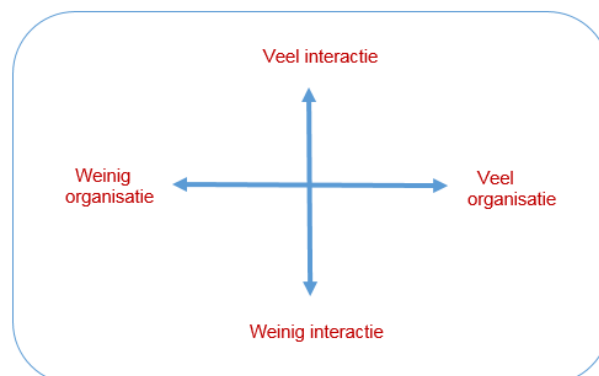 Veel interactie
Weinig
organisatie
Veel
organisatie
Weinig interactie